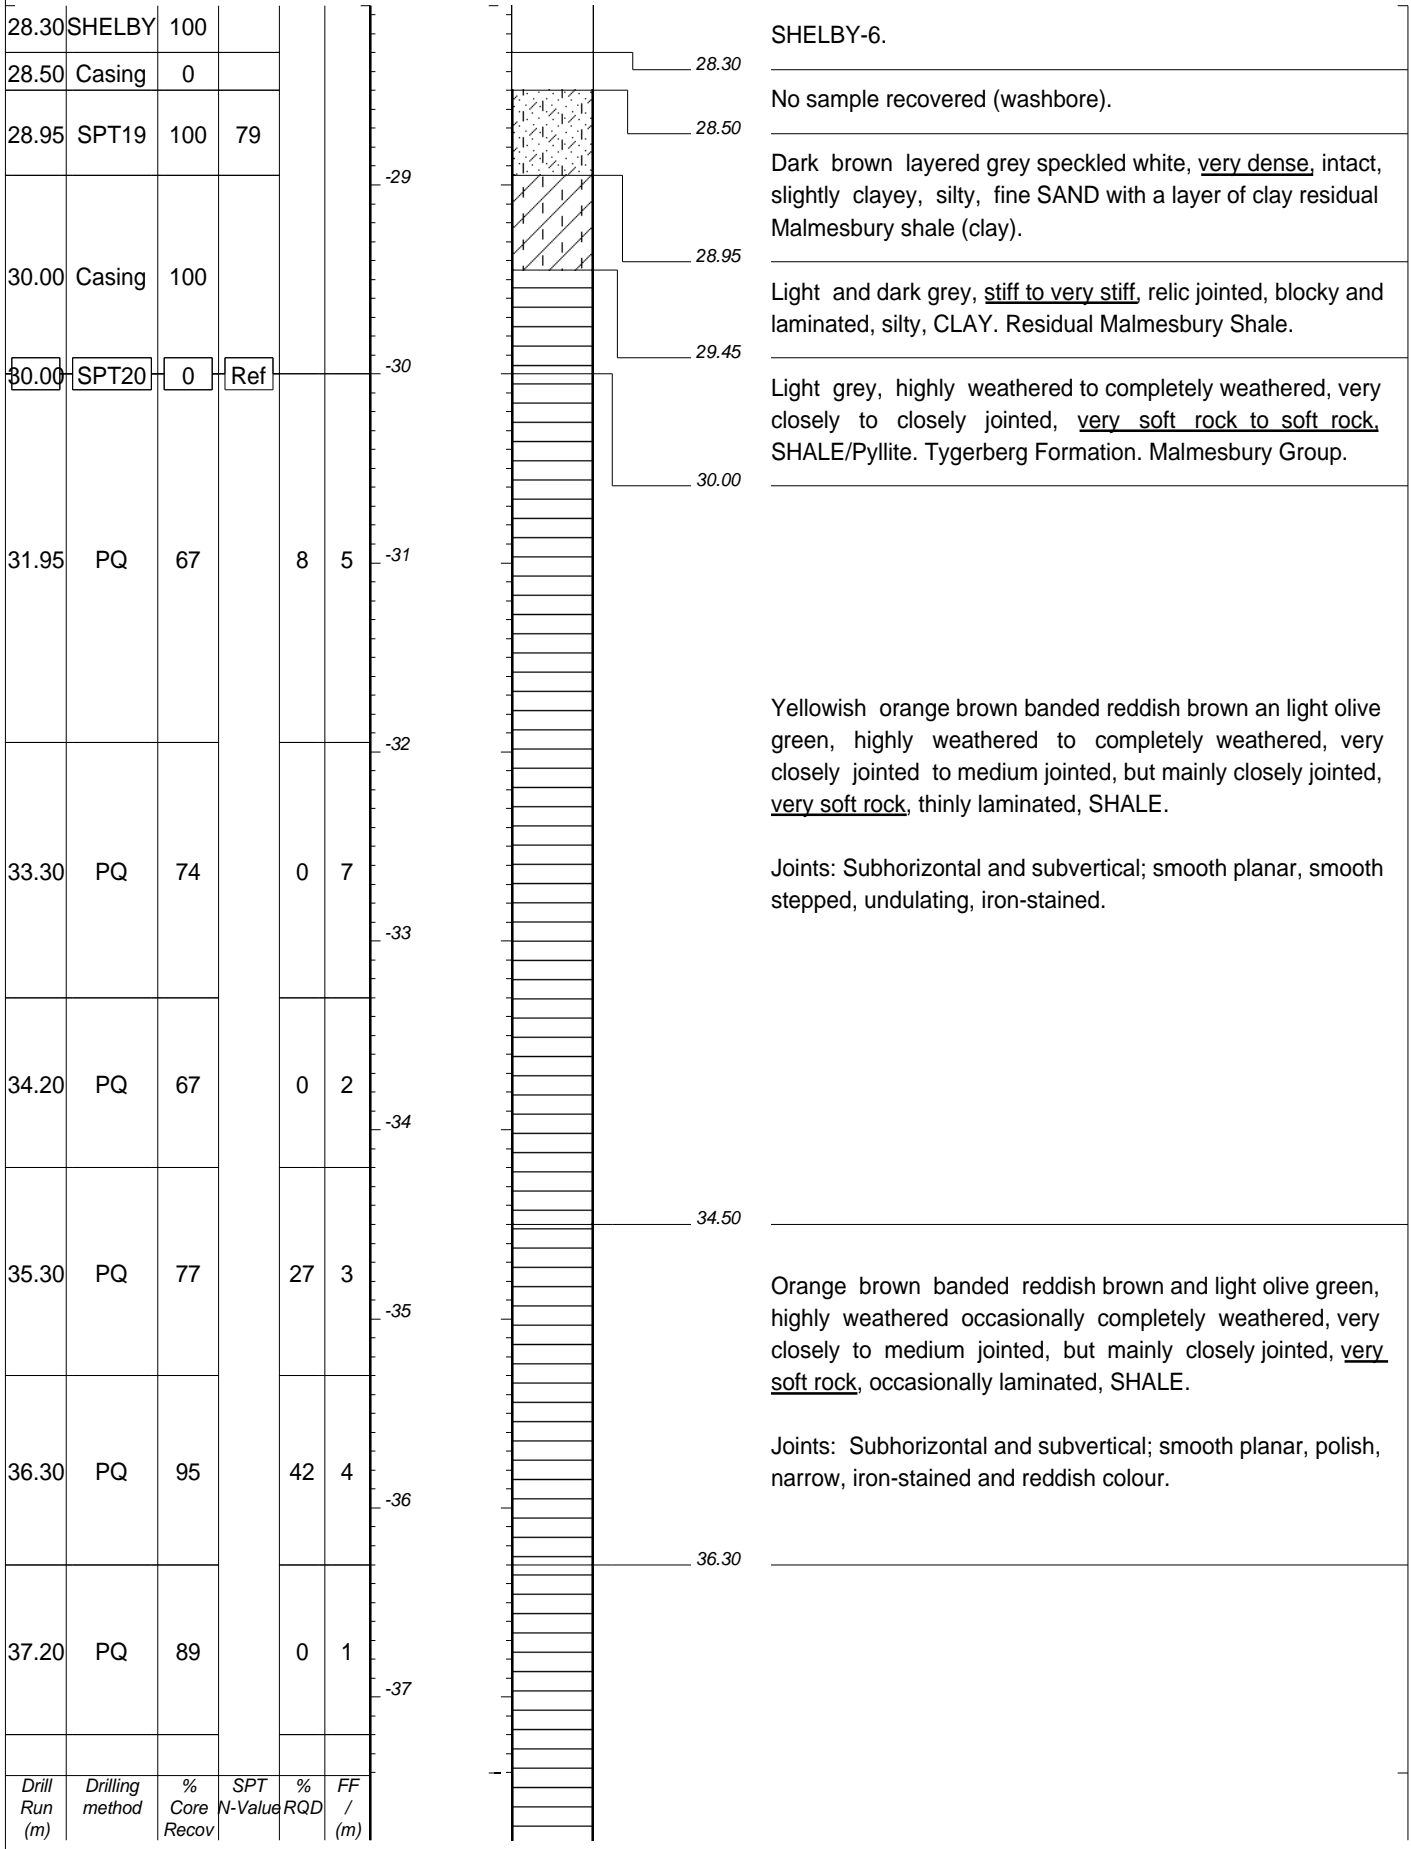 28.30 SHELBY 100
28.50 Casing 0
28.95 SPT19 100 79
30.00 Casing 100
30.00 SPT20 0 Ref
31.95 PQ 67 8 5
33.30 PQ 74 0 7
34.20 PQ 67 0 2
35.30 PQ 77 27 3
36.30 PQ 95 42 4
37.20 PQ 89 0 1
Drill Drilling % SPT % FF
Run method Core N-Value RQD /
(m) Recov (m)
-29
-30
-31
-32
-33
-34
-35
-36
-37
SHELBY-6.
28.30
No sample recovered (washbore).
28.50
Dark brown layered grey speckled white, very dense, intact,
slightly clayey, silty, fine SAND with a layer of clay residual
Malmesbury shale (clay).
28.95
Light and dark grey, stiff to very stiff, relic jointed, blocky and
laminated, silty, CLAY. Residual Malmesbury Shale.
29.45
Light grey, highly weathered to completely weathered, very
closely to closely jointed, very soft rock to soft rock,
SHALE/Pyllite. Tygerberg Formation. Malmesbury Group.
30.00
Yellowish orange brown banded reddish brown an light olive
green, highly weathered to completely weathered, very
closely jointed to medium jointed, but mainly closely jointed,
very soft rock, thinly laminated, SHALE.
Joints: Subhorizontal and subvertical; smooth planar, smooth
stepped, undulating, iron-stained.
34.50
Orange brown banded reddish brown and light olive green,
highly weathered occasionally completely weathered, very
closely to medium jointed, but mainly closely jointed, very
soft rock, occasionally laminated, SHALE.
Joints: Subhorizontal and subvertical; smooth planar, polish,
narrow, iron-stained and reddish colour.
36.30